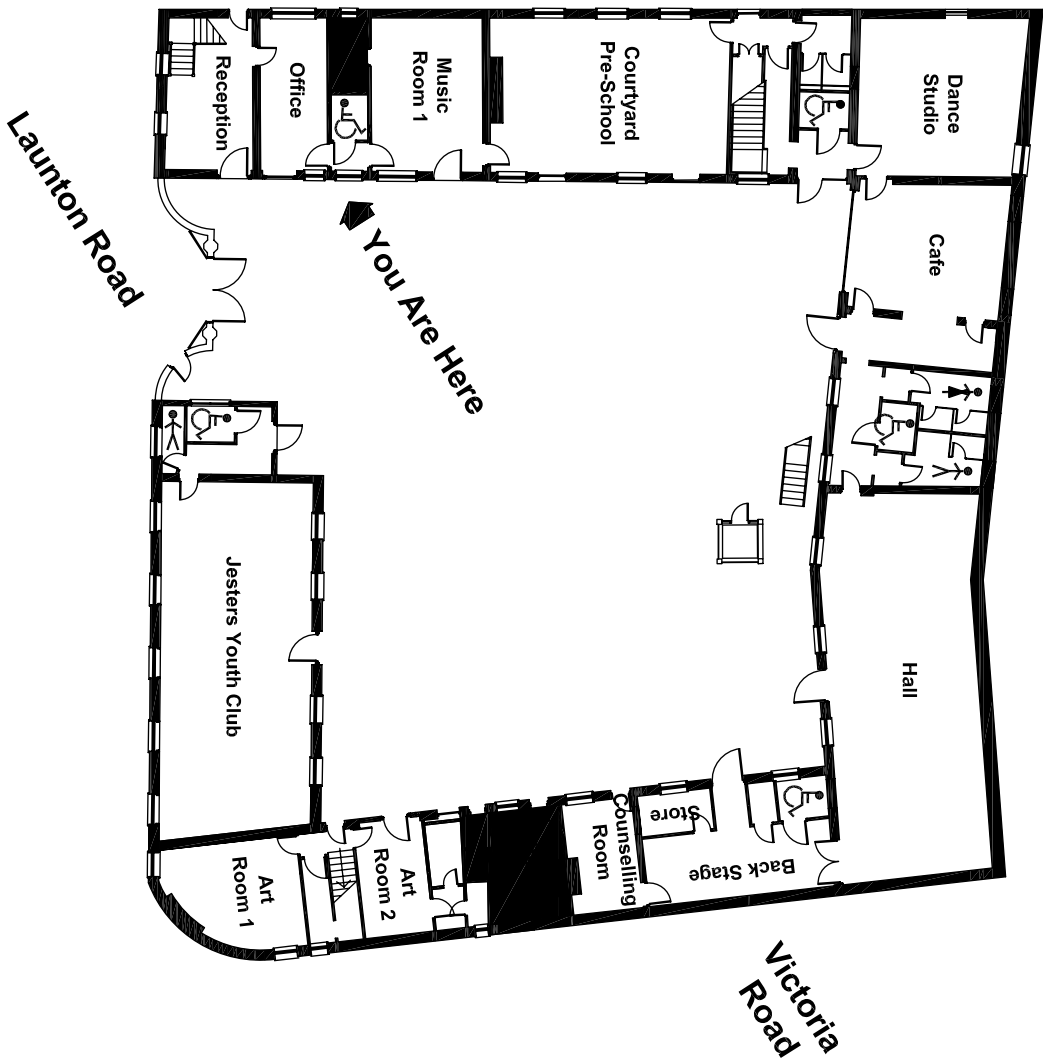 Reception
Office
Music
Room 1
Courtyard
Pre-School
Dance
Studio
Launton Road
You Are Here
Cafe
Jesters Youth Club
Hall
Art
Room 1
Art
Room 2
Counselling
Room
Store
Back Stage
Victoria
Road